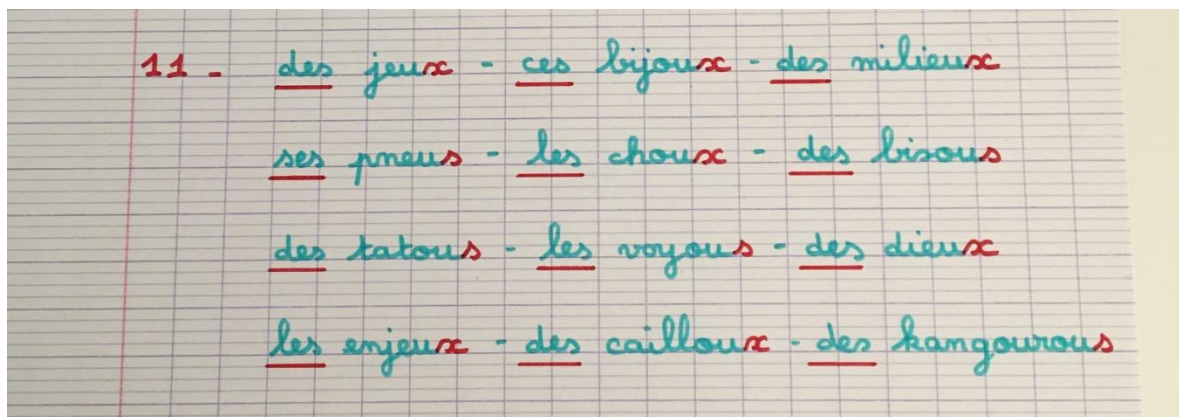 11 - des jeux - ces bijoux - des milieux
ses pneus - les choux - des bisous
des tatous - les voyous - des dieux
les enjeux - des cailloux - des kangourous